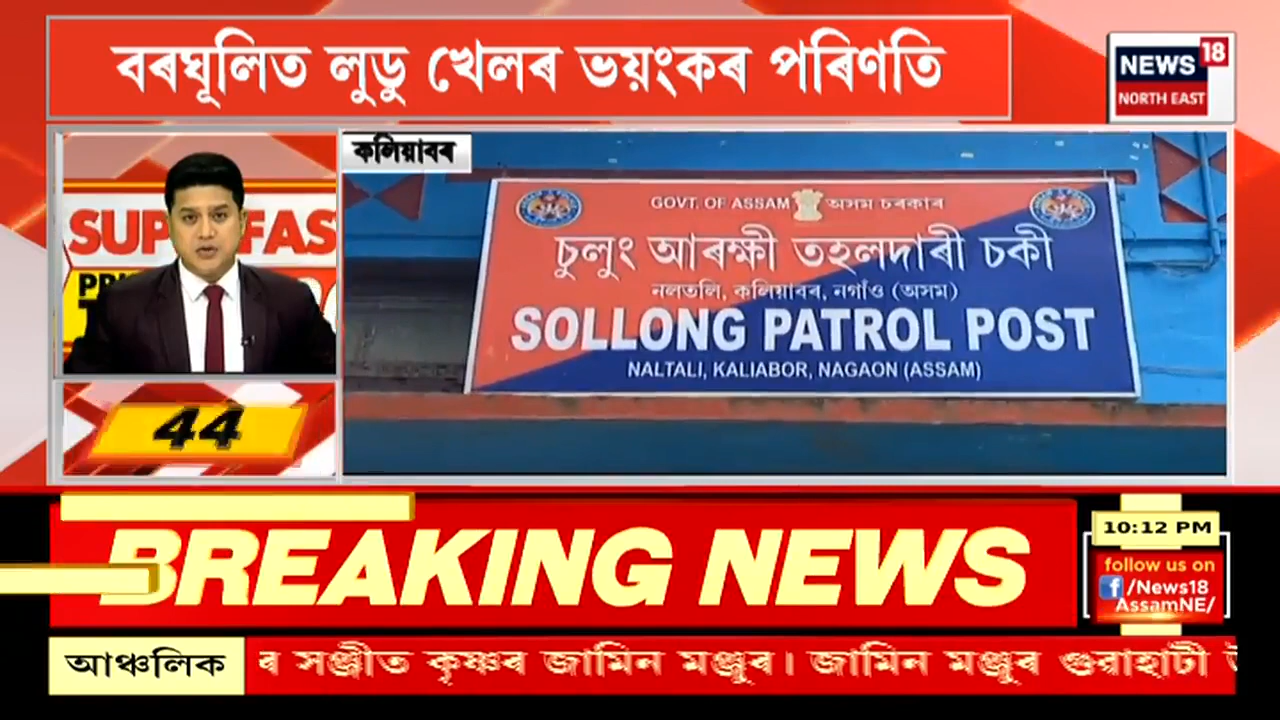 বৰঘূলিত লুডু খেলৰ ভয়ংকৰ পৰিণতি
NEWS 18
NORTH EAST
কলিয়াবৰ
GOVT. OF ASSAM অসম চৰকাৰ
চুলুং আৰক্ষী তহলদাৰী চকী
নলতলি, কলিয়াবৰ, নগাঁও (অসম)
SOLLONG PATROL POST
NALTALI, KALIABOR, NAGAON (ASSAM)
44
BREAKING NEWS
10:12 PM
follow us on
/News18
AssamNE/
আঞ্চলিক
ৰ সঞ্জীত কৃষ্ণৰ জামিন মঞ্জুৰ। জামিন মঞ্জুৰ গুৱাহাটী